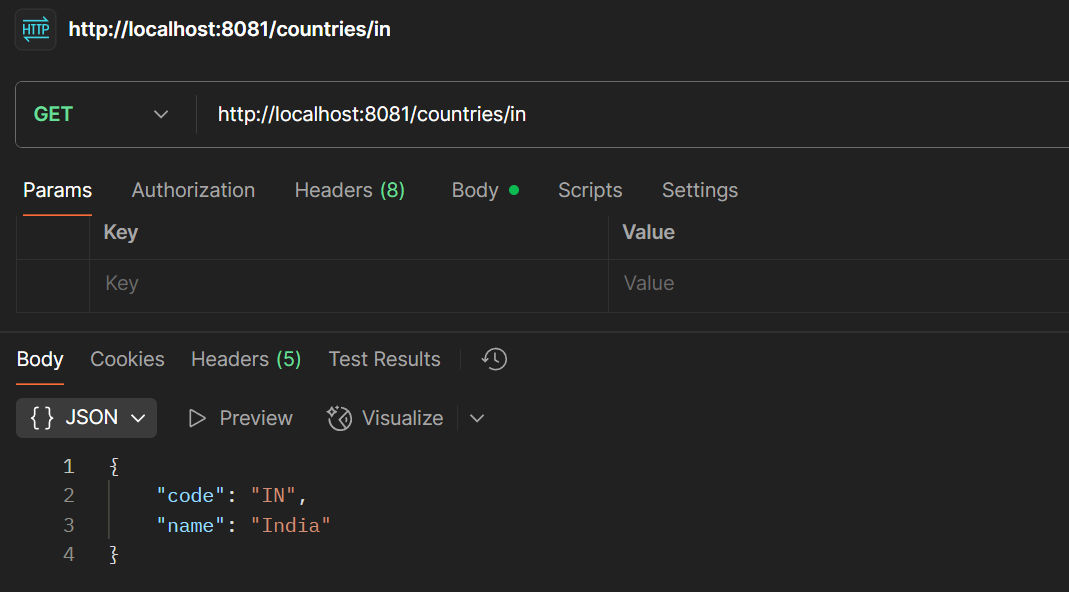 HTTP http://localhost:8081/countries/in
GET http://localhost:8081/countries/in
Params Authorization Headers (8) Body Scripts Settings
Key Value
Key Value
Body Cookies Headers (5) Test Results
{ } JSON Preview Visualize
1 {
2 "code": "IN",
3 "name": "India"
4 }